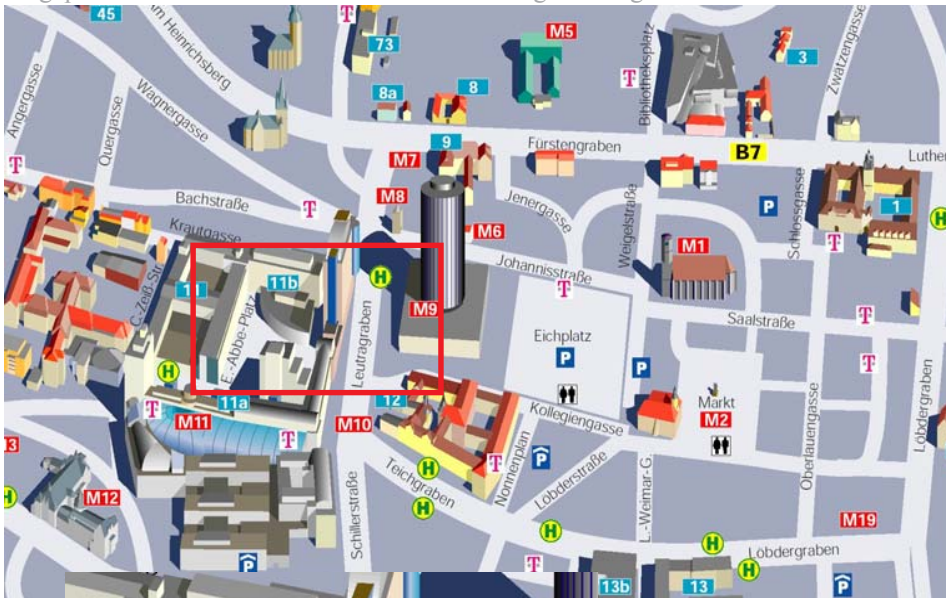 45
Am Heinrichsberg
T
73
M5
Bibliotheksplatz
3
Zwätzengasse
Angergasse
Quergasse
Wagnergasse
8a
8
T
9
Fürstengraben
B7
Luther
T
M7
Bachstraße
T
M8
Jenergasse
Weigelstraße
P
Schlossgasse
1
H
Krautgasse
M6
M1
T
C.-Zeiß-Str.
11
11b
H
Johannisstraße
T
E.-Abbe-Platz
M9
Saalstraße
T
Leutragraben
Eichplatz
P
P
T
H
11a
12
Markt
M2
Kollegiengasse
Oberlauengasse
Löbdergraben
T
M11
M10
T
M3
H
M12
Schillerstraße
H
T
Nonnenplan
P
Löbderstraße
L.-Weimar-G.
Teichgraben
H
H
M19
H
Löbdergraben
H
P
T
13b
13
P